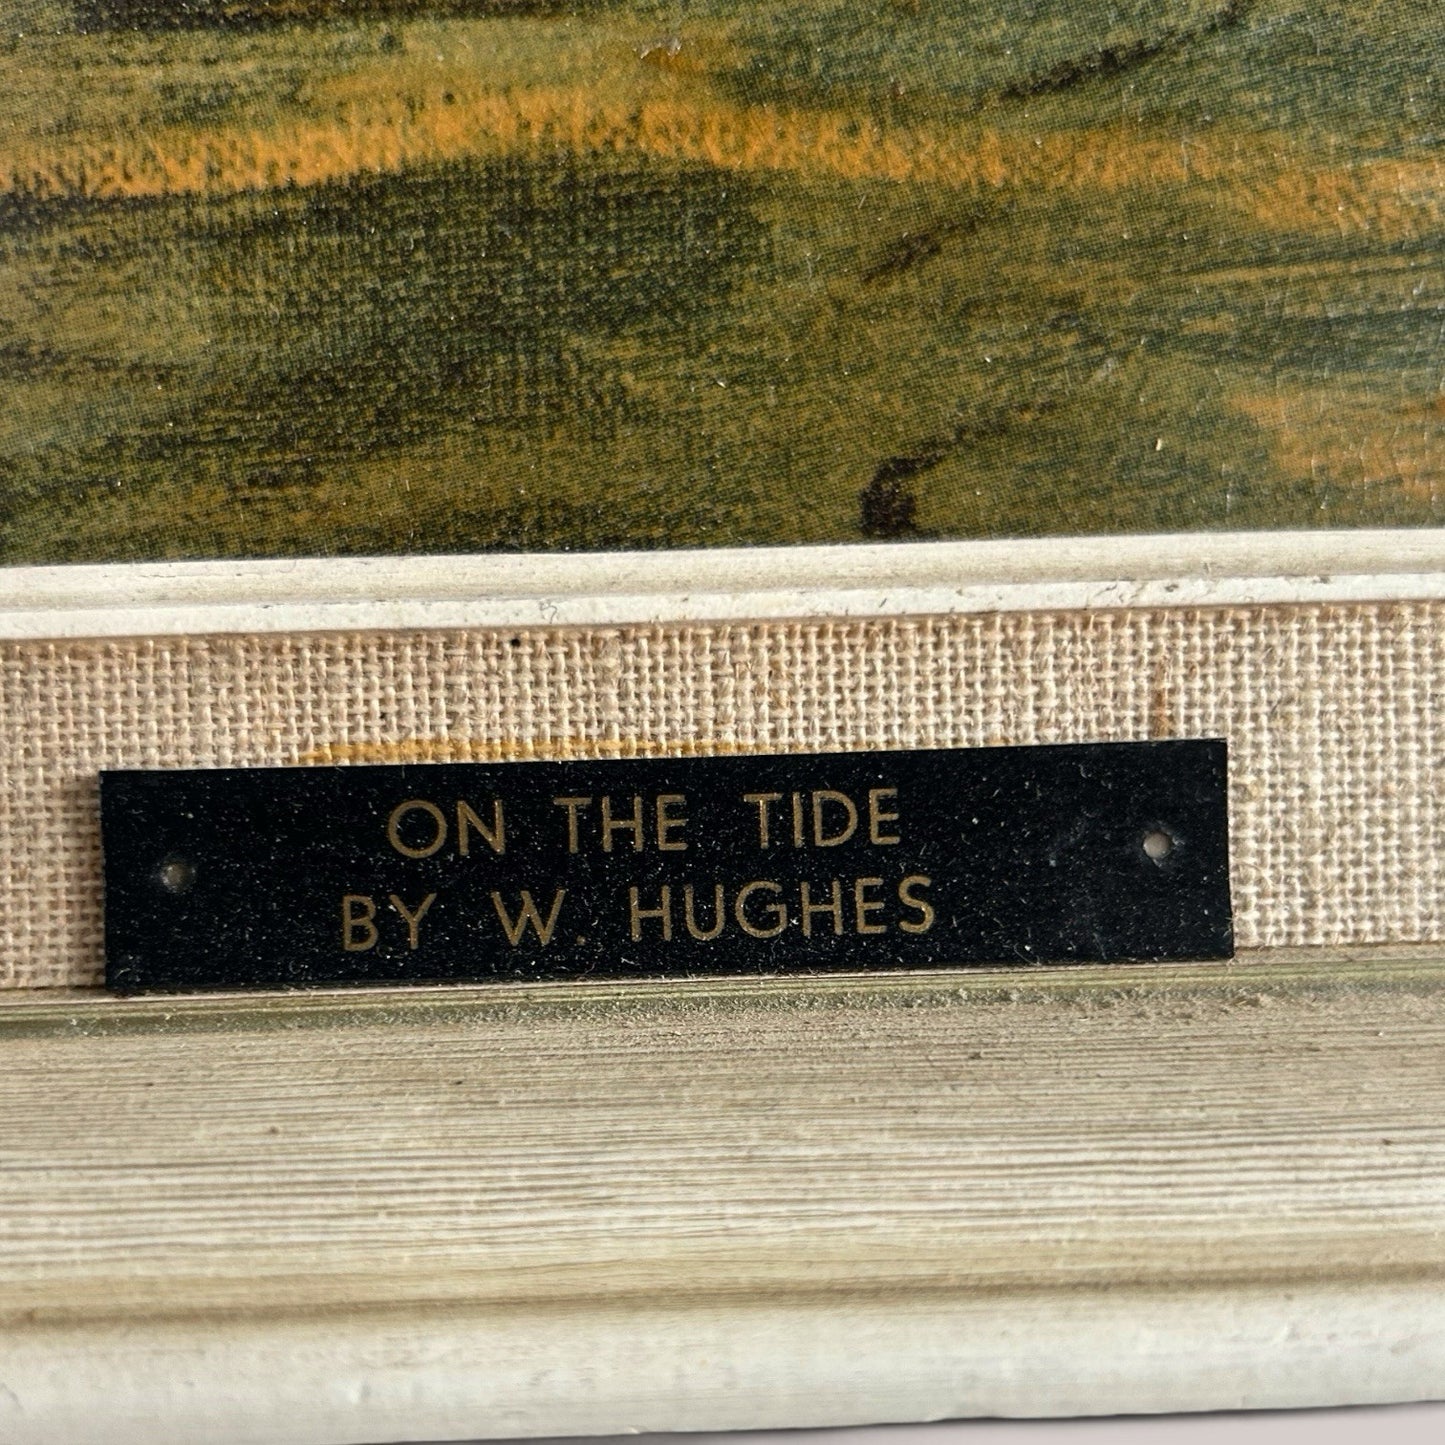 ON THE TIDE
BY W. HUGHES